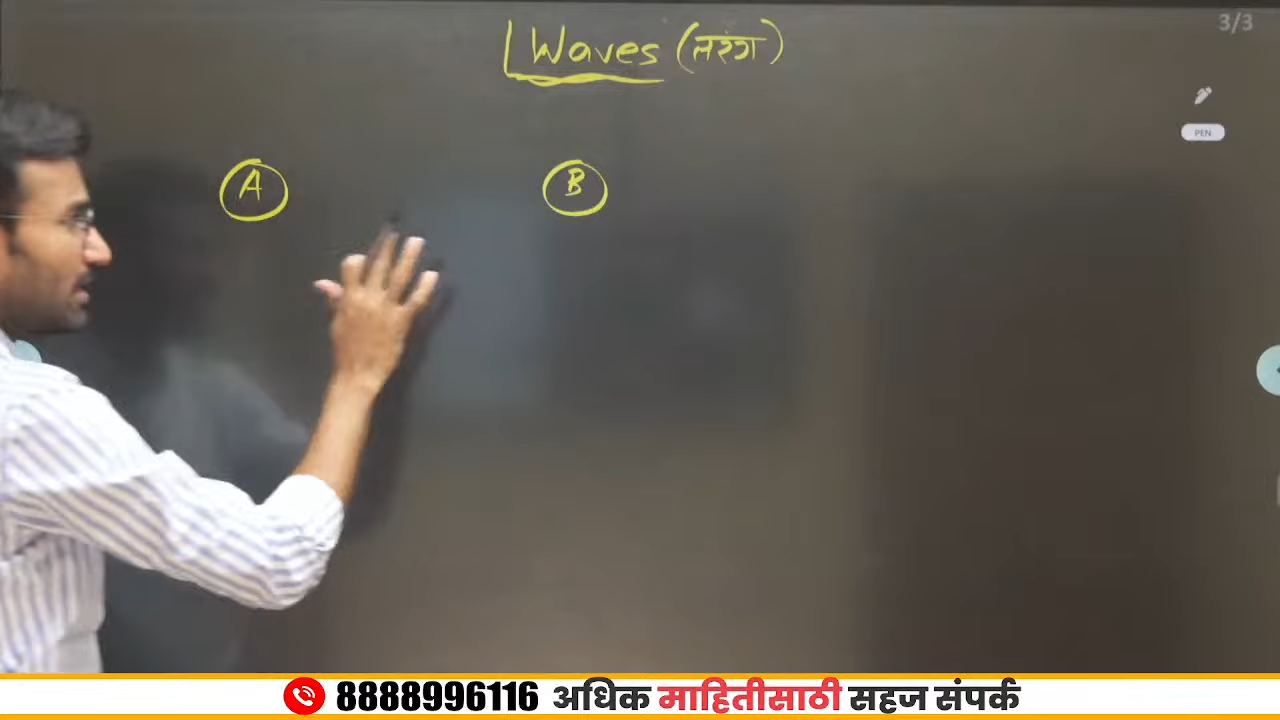 3/3
Waves (तरंग)
PEN
A
B
8888996116 अधिक माहितीसाठी सहज संपर्क